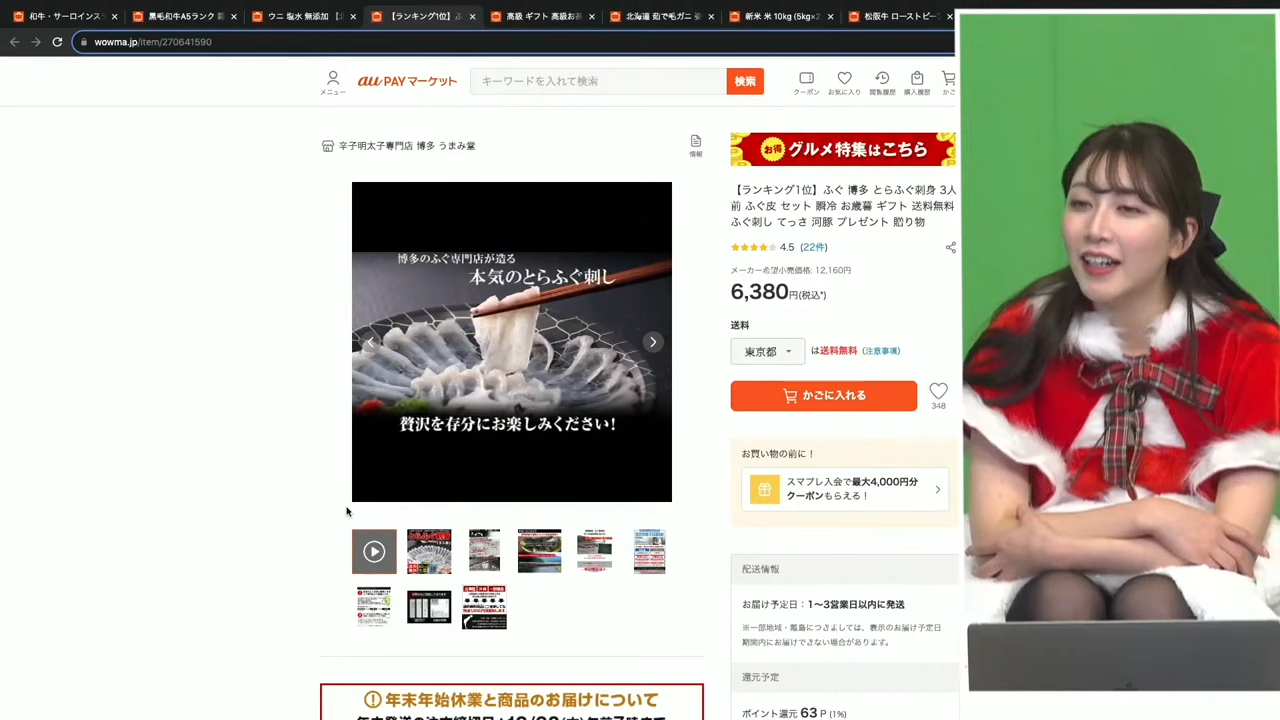 和牛・サーロインス
黒毛和牛A5ランク
ウニ 塩水 無添加
【ランキング1位】ふ
高級 ギフト 高級お茶
北海道 茹で毛ガニ
新米 米 10kg (5kg×2
松阪牛 ローストビー
wowma.jp/item/270641590
メニュー
au PAY マーケット
キーワードを入れて検索
検索
クーポン
お気に入り
閲覧履歴
購入履歴
かご
辛子明太子専門店 博多 うまみ堂
情報
博多のふぐ専門店が造る
本気のとらふぐ刺し
贅沢を存分にお楽しみください!
年末年始休業と商品のお届けについて
お得 グルメ特集はこちら
【ランキング1位】ふぐ 博多 とらふぐ刺身 3人
前 ふぐ皮 セット 瞬冷 お歳暮 ギフト 送料無料
ふぐ刺し てっさ 河豚 プレゼント 贈り物
4.5 (22件)
メーカー希望小売価格: 12,160円
6,380円(税込*)
送料
東京都 は送料無料 (注意事項)
かごに入れる
348
お買い物の前に!
スマプレ入会で最大4,000円分
クーポンもらえる!
配送情報
お届け予定日：1〜3営業日以内に発送
※一部地域・離島につきましては、表示のお届け予定日
期間内にお届けできない場合があります。
還元予定
ポイント還元 63 P (1%)